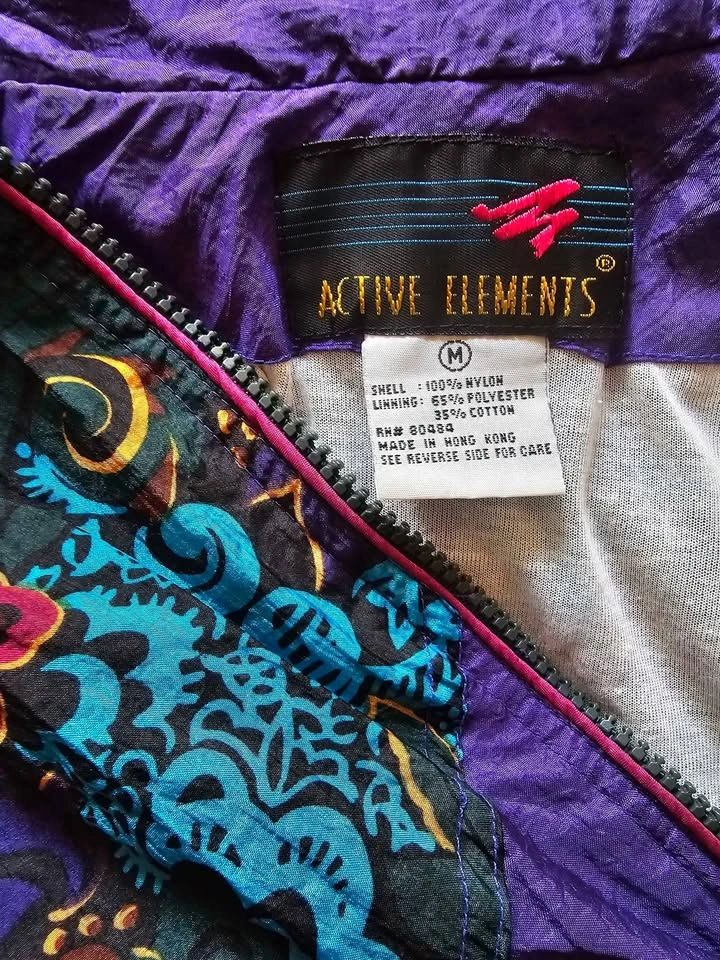 ®
ACTIVE ELEMENTS
M
SHELL : 100% NYLON
LINNING: 65% POLYESTER
35% COTTON
RN# 80484
MADE IN HONG KONG
SEE REVERSE SIDE FOR CARE